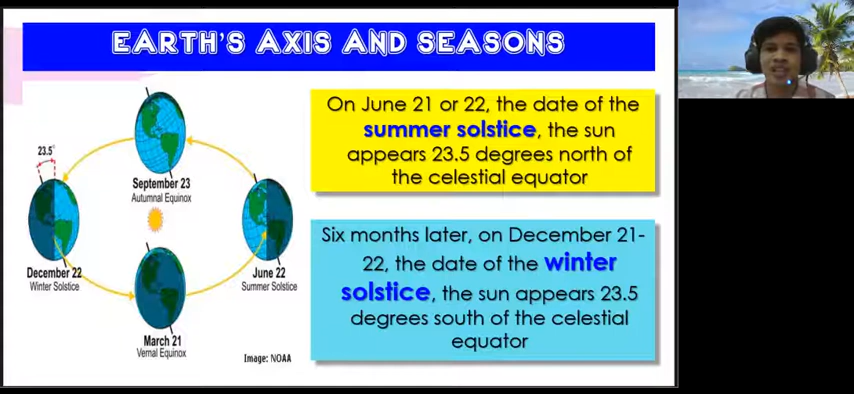 EARTH'S AXIS AND SEASONS
On June 21 or 22, the date of the
summer solstice, the sun
appears 23.5 degrees north of
the celestial equator
Six months later, on December 21-
22, the date of the winter
solstice, the sun appears 23.5
degrees south of the celestial
equator
23.5°
September 23
Autumnal Equinox
December 22
Winter Solstice
June 22
Summer Solstice
March 21
Vernal Equinox
Image: NOAA